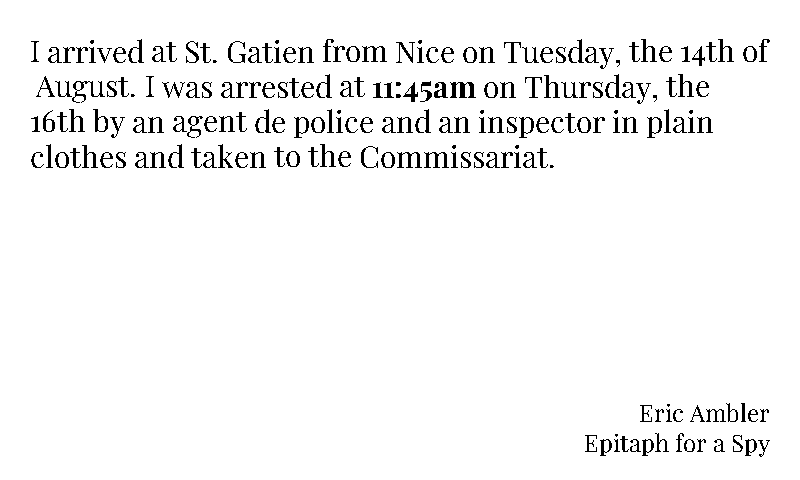 I arrived at St. Gatien from Nice on Tuesday, the 14th of
August. I was arrested at 11:45am on Thursday, the
16th by an agent de police and an inspector in plain
clothes and taken to the Commissariat.
Eric Ambler
Epitaph for a Spy